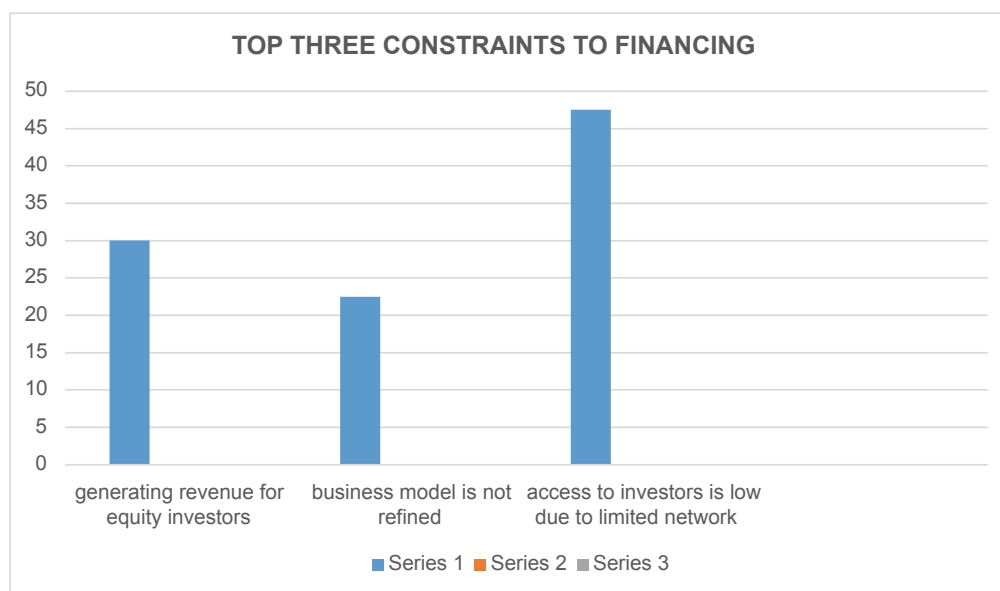 TOP THREE CONSTRAINTS TO FINANCING
50
45
40
35
30
25
20
15
10
5
0
generating revenue for
equity investors
business model is not
refined
access to investors is low
due to limited network
Series 1 Series 2 Series 3